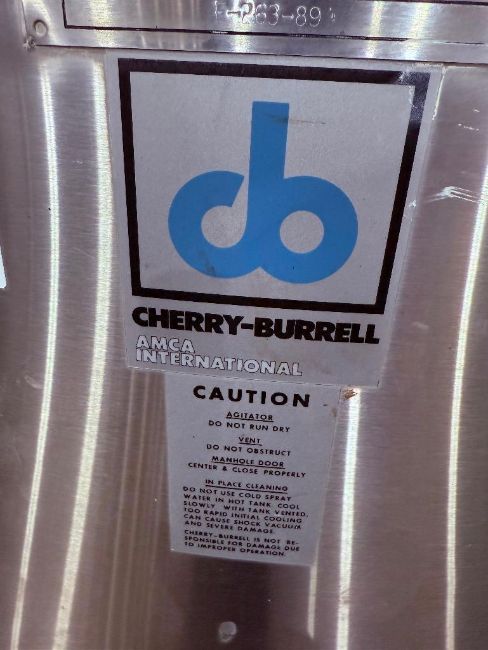 -263-89
CHERRY-BURRELL
AMCA
INTERNATIONAL
CAUTION
AGITATOR
DO NOT RUN DRY
VENT
DO NOT OBSTRUCT
MANHOLE DOOR
CENTER & CLOSE PROPERLY
IN PLACE CLEANING
DO NOT USE COLD SPRAY
WATER IN HOT TANK. COOL
SLOWLY WITH TANK VENTED.
TOO RAPID INITIAL COOLING
CAN CAUSE SHOCK VACUUM
AND SEVERE DAMAGE.
CHERRY-BURRELL IS NOT RE-
SPONSIBLE FOR DAMAGE DUE
TO IMPROPER OPERATION.